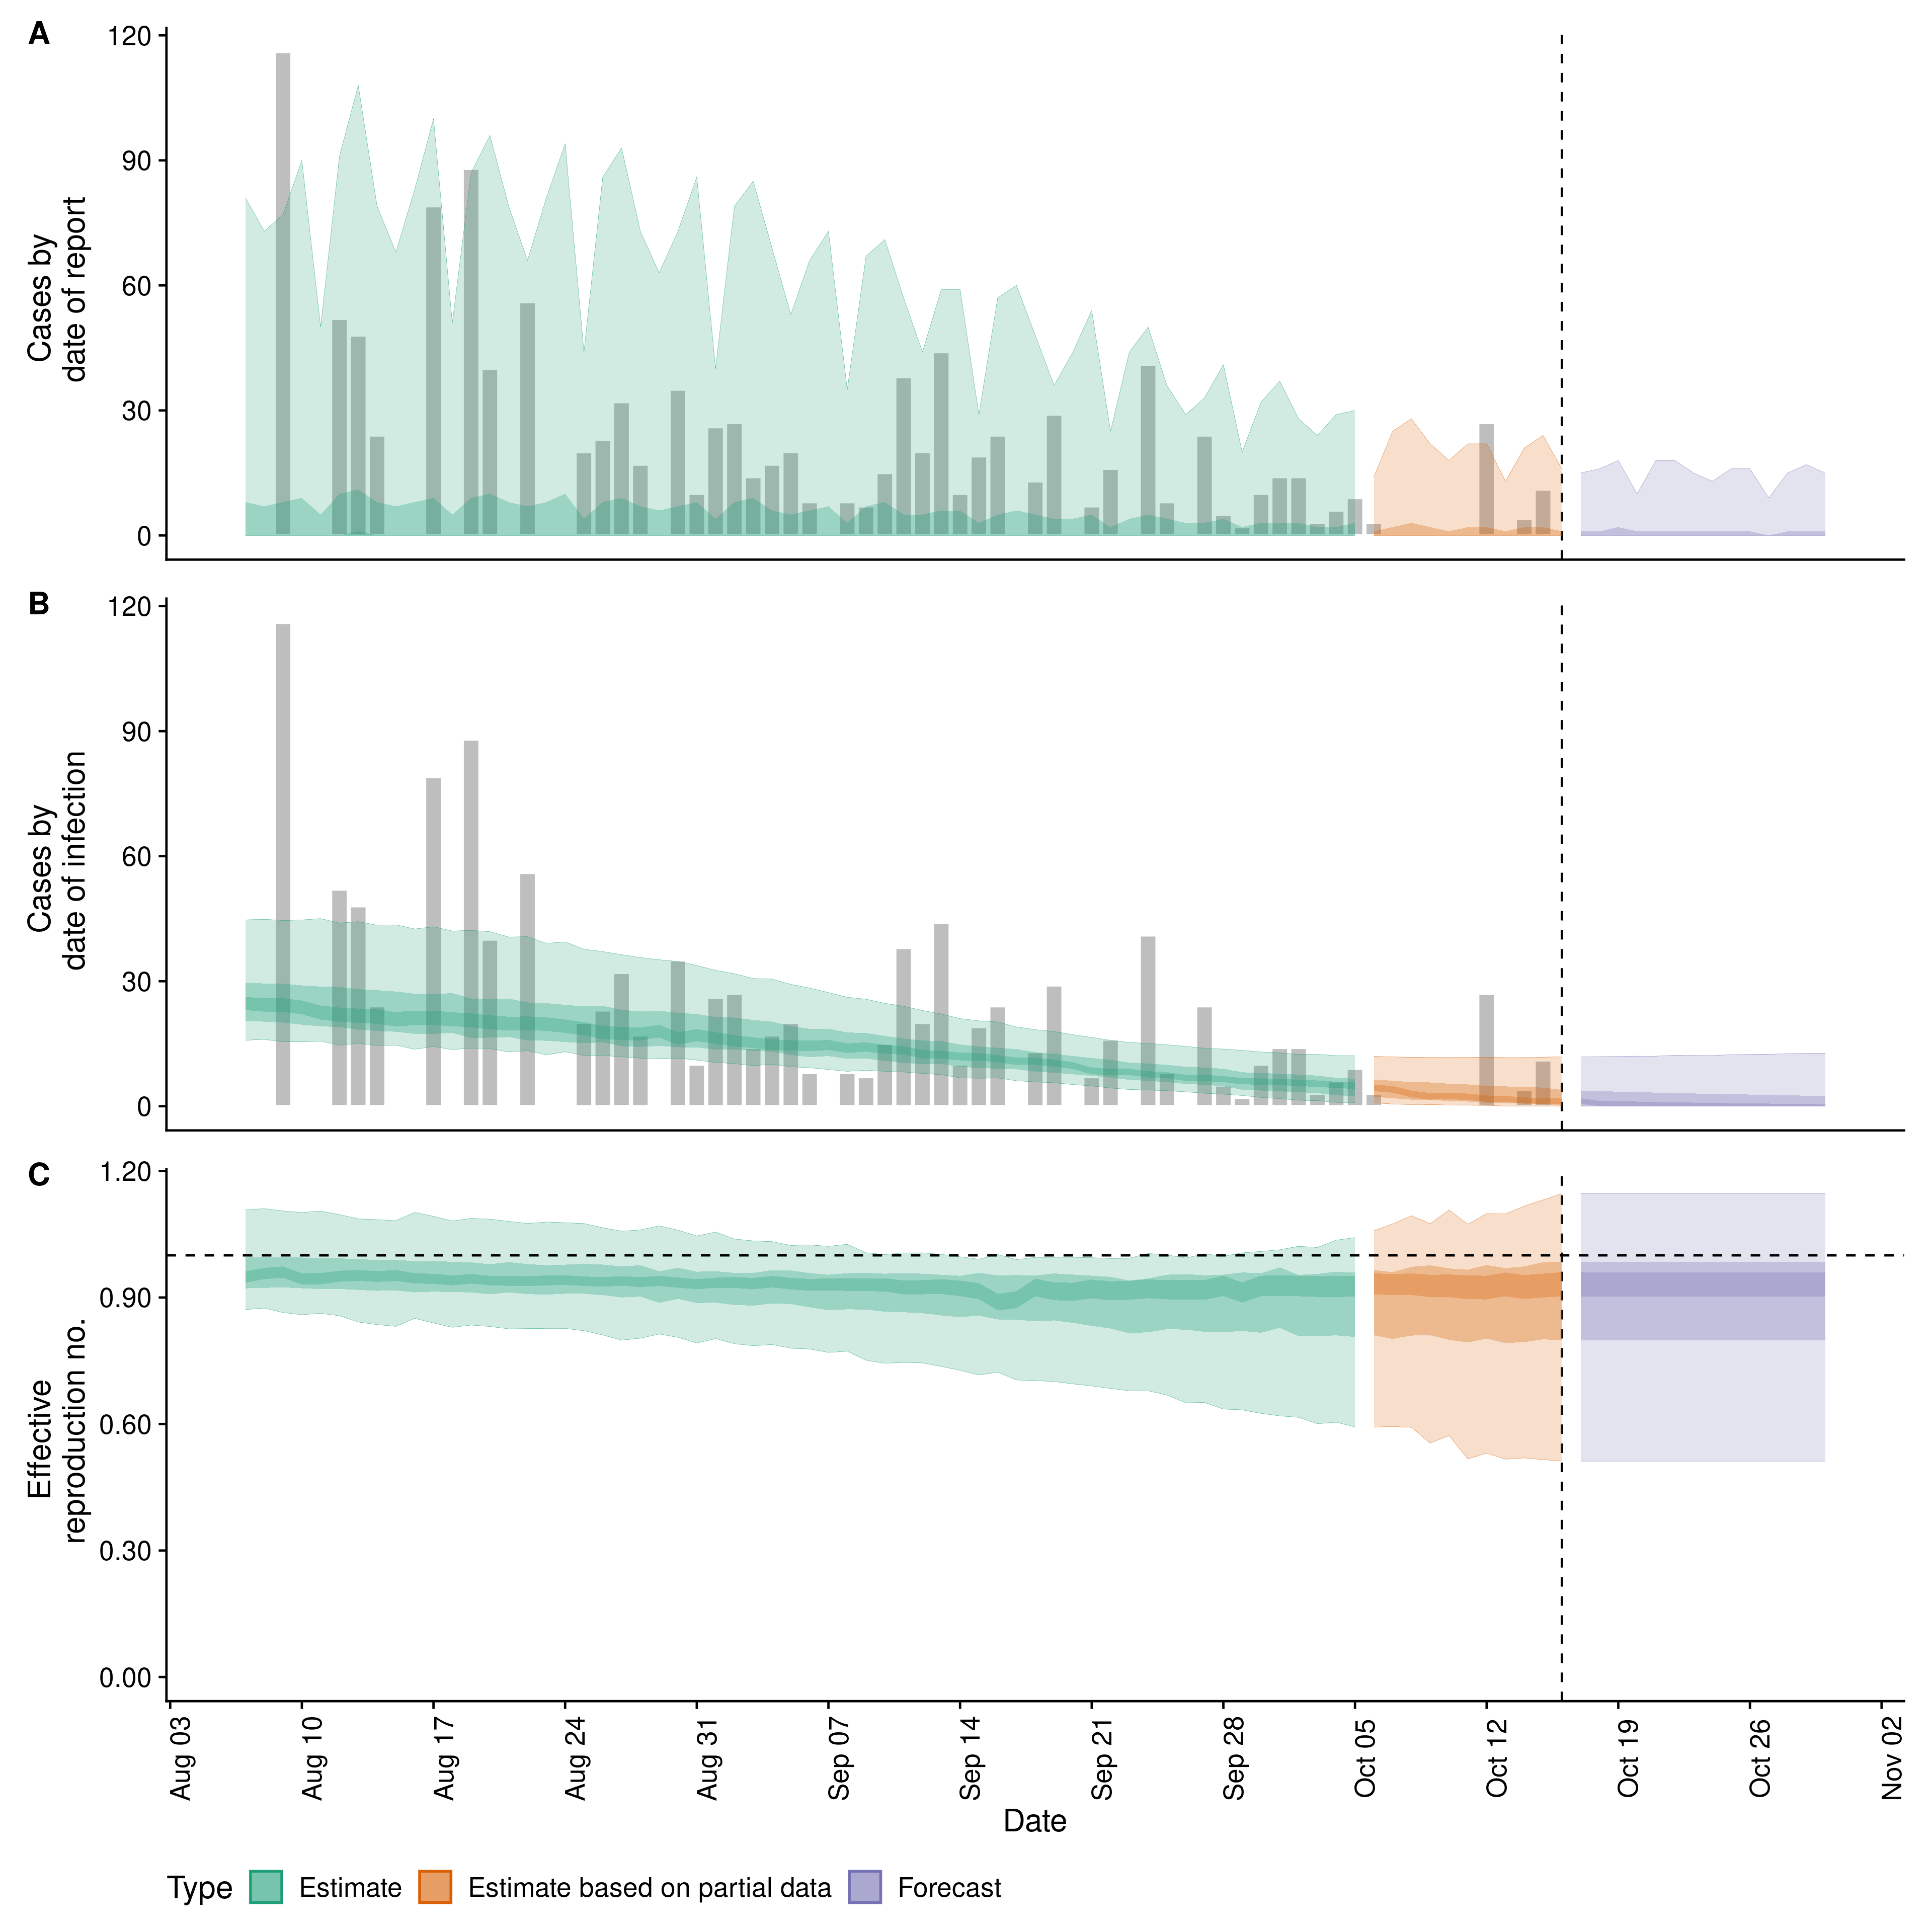 A
120
90
60
30
0
Cases by
date of report
B
120
90
60
30
0
Cases by
date of infection
C
1.20
0.90
0.60
0.30
0.00
Effective
reproduction no.
Aug 03
Aug 10
Aug 17
Aug 24
Aug 31
Sep 07
Sep 14
Sep 21
Sep 28
Oct 05
Oct 12
Oct 19
Oct 26
Nov 02
Date
Type Estimate Estimate based on partial data Forecast